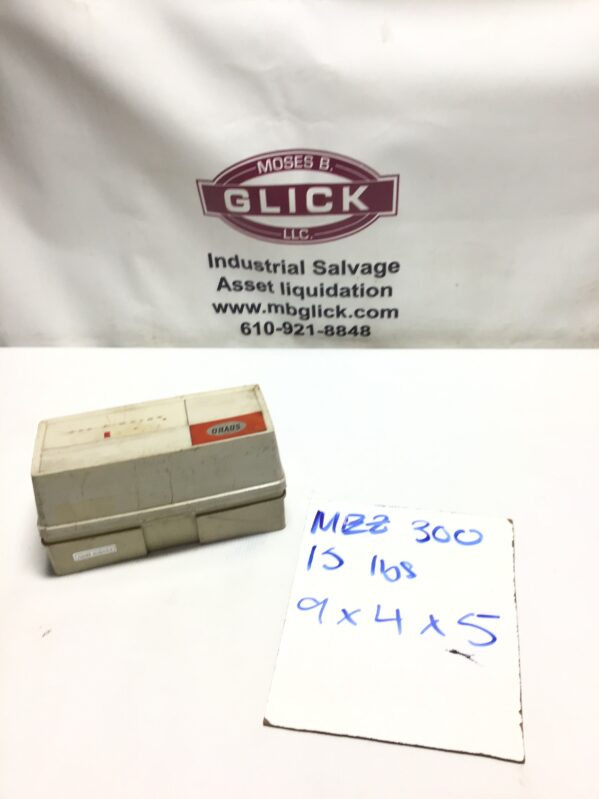 MOSES B.
GLICK
LLC.
Industrial Salvage
Asset liquidation
www.mbglick.com
610-921-8848
OHAUS
MEZZ 300
15 lbs
9 x 4 x 5